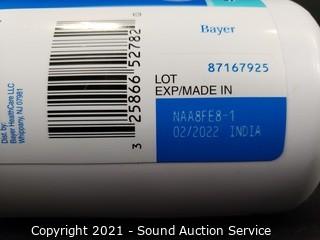 Bayer
87167925
LOT
EXP/MADE IN
NAA8FE8-1
02/2022 INDIA
Dist. by:
Bayer HealthCare LLC
Whippany, NJ 07981
3 25866 52782
Copyright 2021 - Sound Auction Service